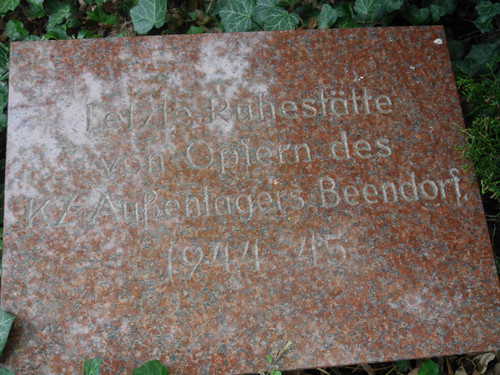 Letzte Ruhestätte
von Opfern des
KZ-Außenlagers Beendorf,
1944-45